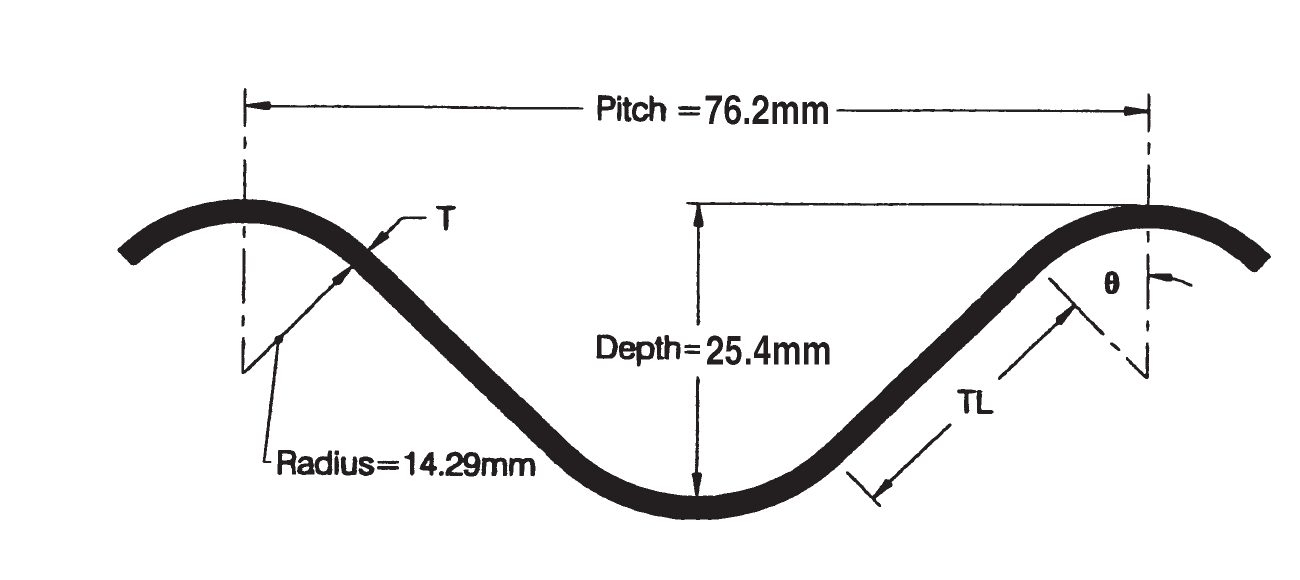 Pitch =76.2mm
T
θ
Depth=25.4mm
TL
Radius=14.29mm